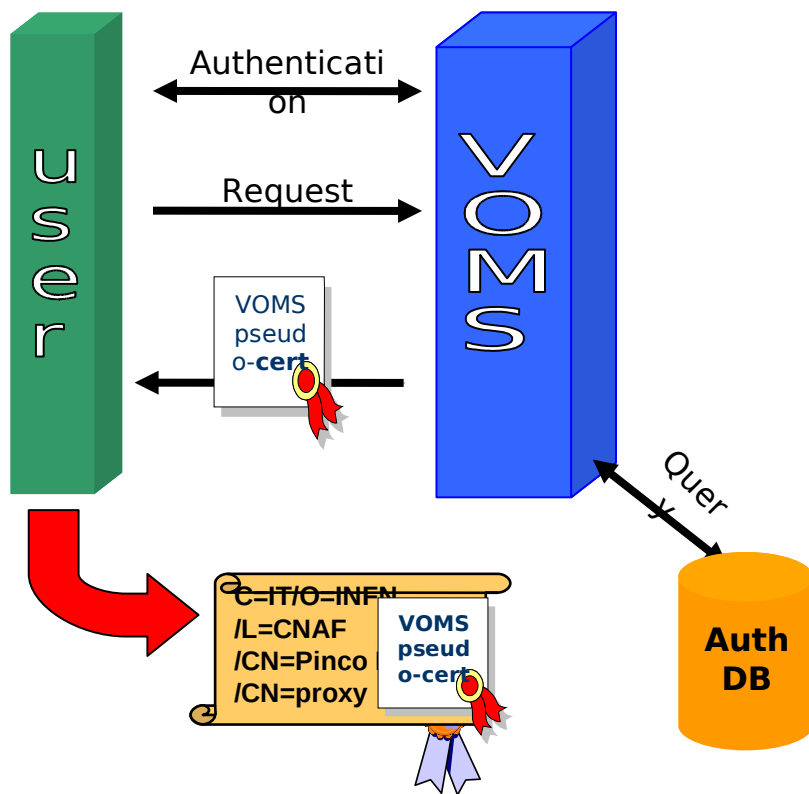 Authenticati
on
user
VOMS
Request
VOMS
pseud
o-cert
Quer
y
C=IT/O=INFN
/L=CNAF
/CN=Pinco
/CN=proxy
VOMS
pseud
o-cert
Auth
DB